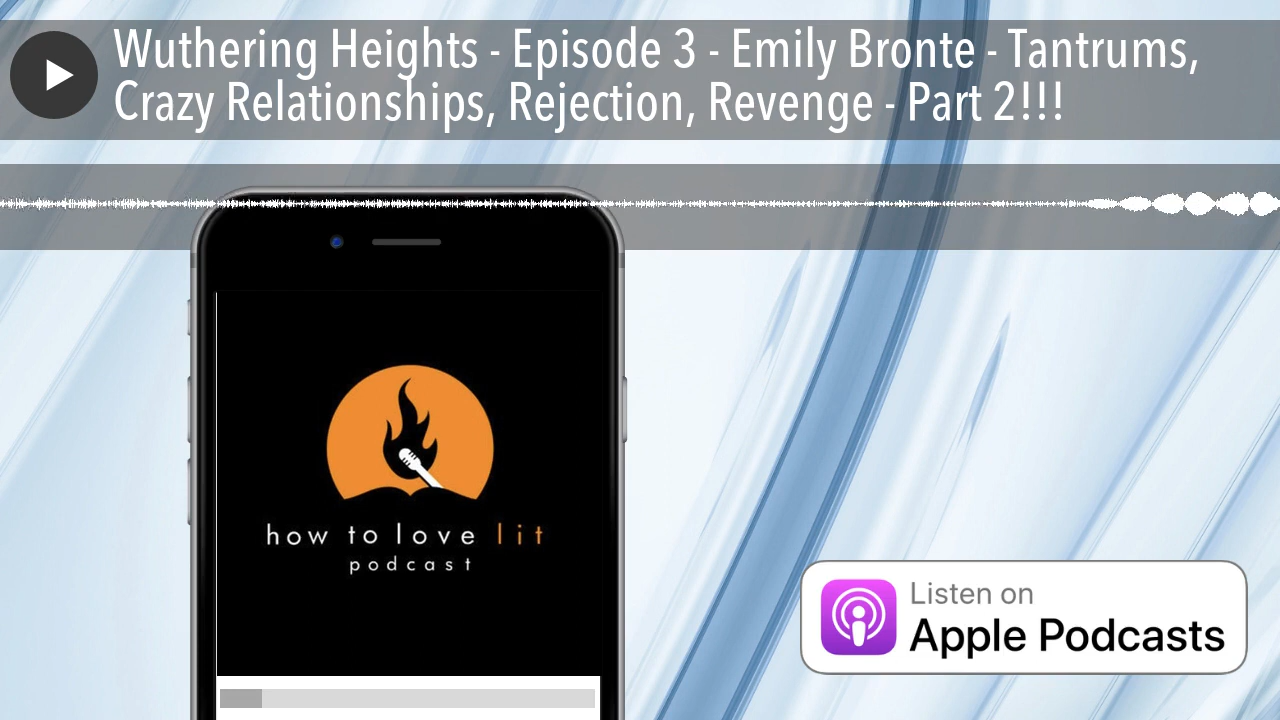 Wuthering Heights - Episode 3 - Emily Bronte - Tantrums,
Crazy Relationships, Rejection, Revenge - Part 2!!!
how to love lit
podcast
Listen on
Apple Podcasts